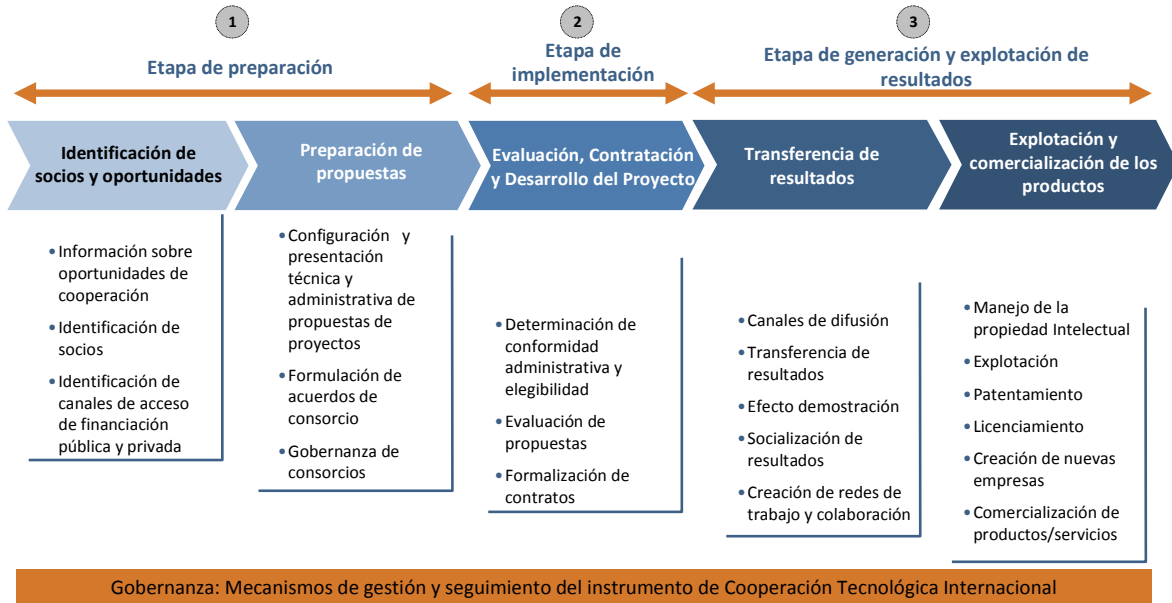 1
Etapa de preparación
2
Etapa de
implementación
3
Etapa de generación y explotación de
resultados
Identificación de
socios y oportunidades
Preparación de
propuestas
Evaluación, Contratación
y Desarrollo del Proyecto
Transferencia de
resultados
Explotación y
comercialización de los
productos
• Información sobre
oportunidades de
cooperación
• Identificación de
socios
• Identificación de
canales de acceso
de financiación
pública y privada
• Configuración y
presentación
técnica y
administrativa de
propuestas de
proyectos
• Formulación de
acuerdos de
consorcio
• Gobernanza de
consorcios
• Determinación de
conformidad
administrativa y
elegibilidad
• Evaluación de
propuestas
• Formalización de
contratos
• Canales de difusión
• Transferencia de
resultados
• Efecto demostración
• Socialización de
resultados
• Creación de redes de
trabajo y colaboración
• Manejo de la
propiedad Intelectual
• Explotación
• Patentamiento
• Licenciamiento
• Creación de nuevas
empresas
• Comercialización de
productos/servicios
Gobernanza: Mecanismos de gestión y seguimiento del instrumento de Cooperación Tecnológica Internacional